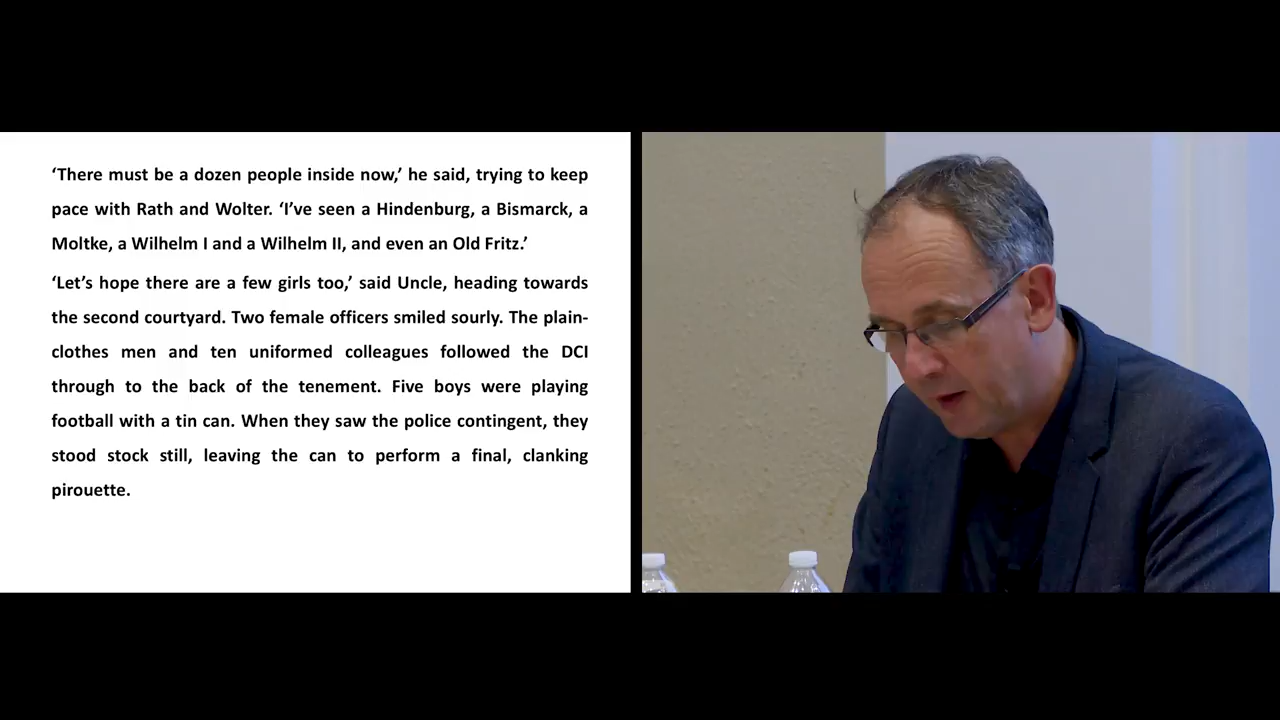 ‘There must be a dozen people inside now,’ he said, trying to keep
pace with Rath and Wolter. ‘I’ve seen a Hindenburg, a Bismarck, a
Moltke, a Wilhelm I and a Wilhelm II, and even an Old Fritz.’
‘Let’s hope there are a few girls too,’ said Uncle, heading towards
the second courtyard. Two female officers smiled sourly. The plain-
clothes men and ten uniformed colleagues followed the DCI
through to the back of the tenement. Five boys were playing
football with a tin can. When they saw the police contingent, they
stood stock still, leaving the can to perform a final, clanking
pirouette.